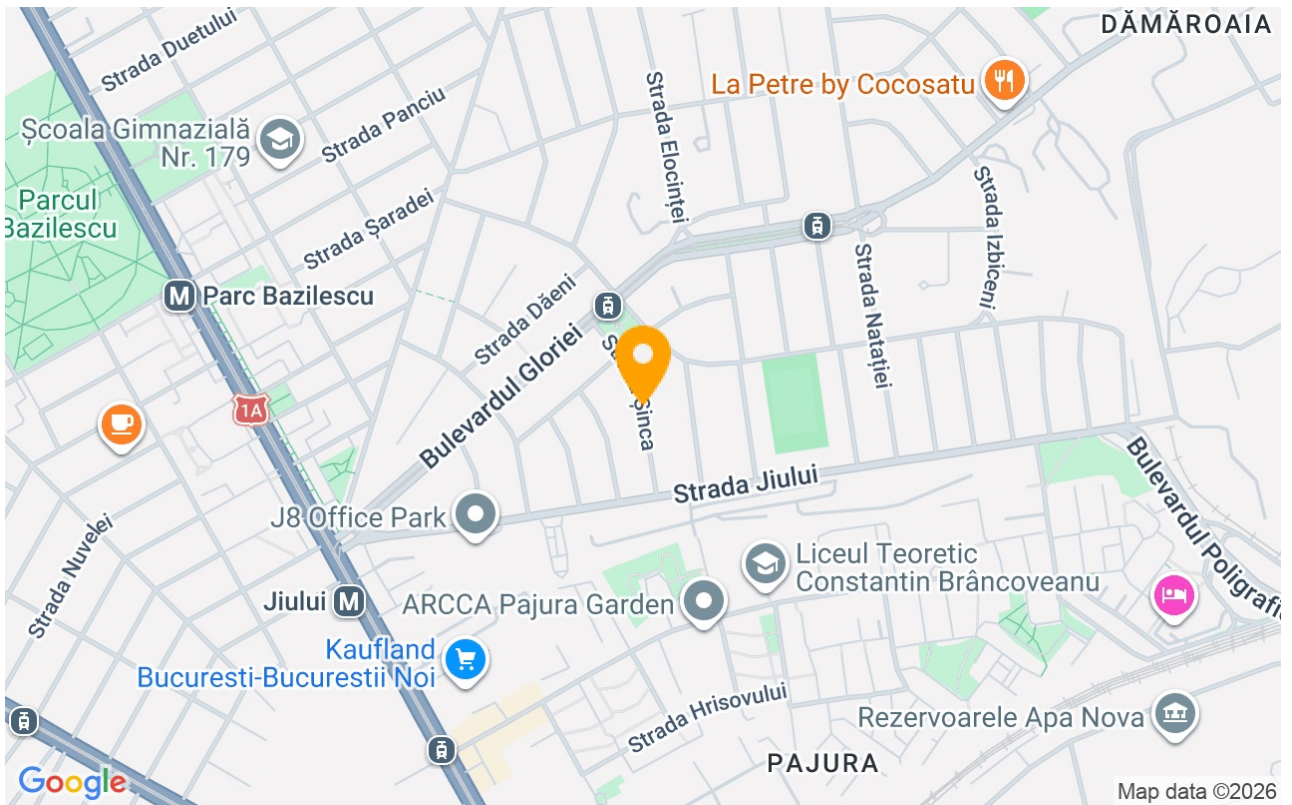 DĂMĂROAIA
Strada Duetului
La Petre by Cocosatu
Strada Elocinței
Strada Panciu
Școala Gimnazială
Nr. 179
Parcul
Bazilescu
Strada Șaradei
Strada Izbiceni
Parc Bazilescu
Strada Dăeni
Strada Natației
Bulevardul Gloriei
1A
Șinca
Strada Jiului
Bulevardul Poligrafiei
J8 Office Park
Strada Nuvelei
Liceul Teoretic
Constantin Brâncoveanu
Jiului M
ARCCA Pajura Garden
Kaufland
Bucuresti-Bucurestii Noi
Strada Hrisovului
Rezervoarele Apa Nova
PAJURA
Google
Map data ©2026